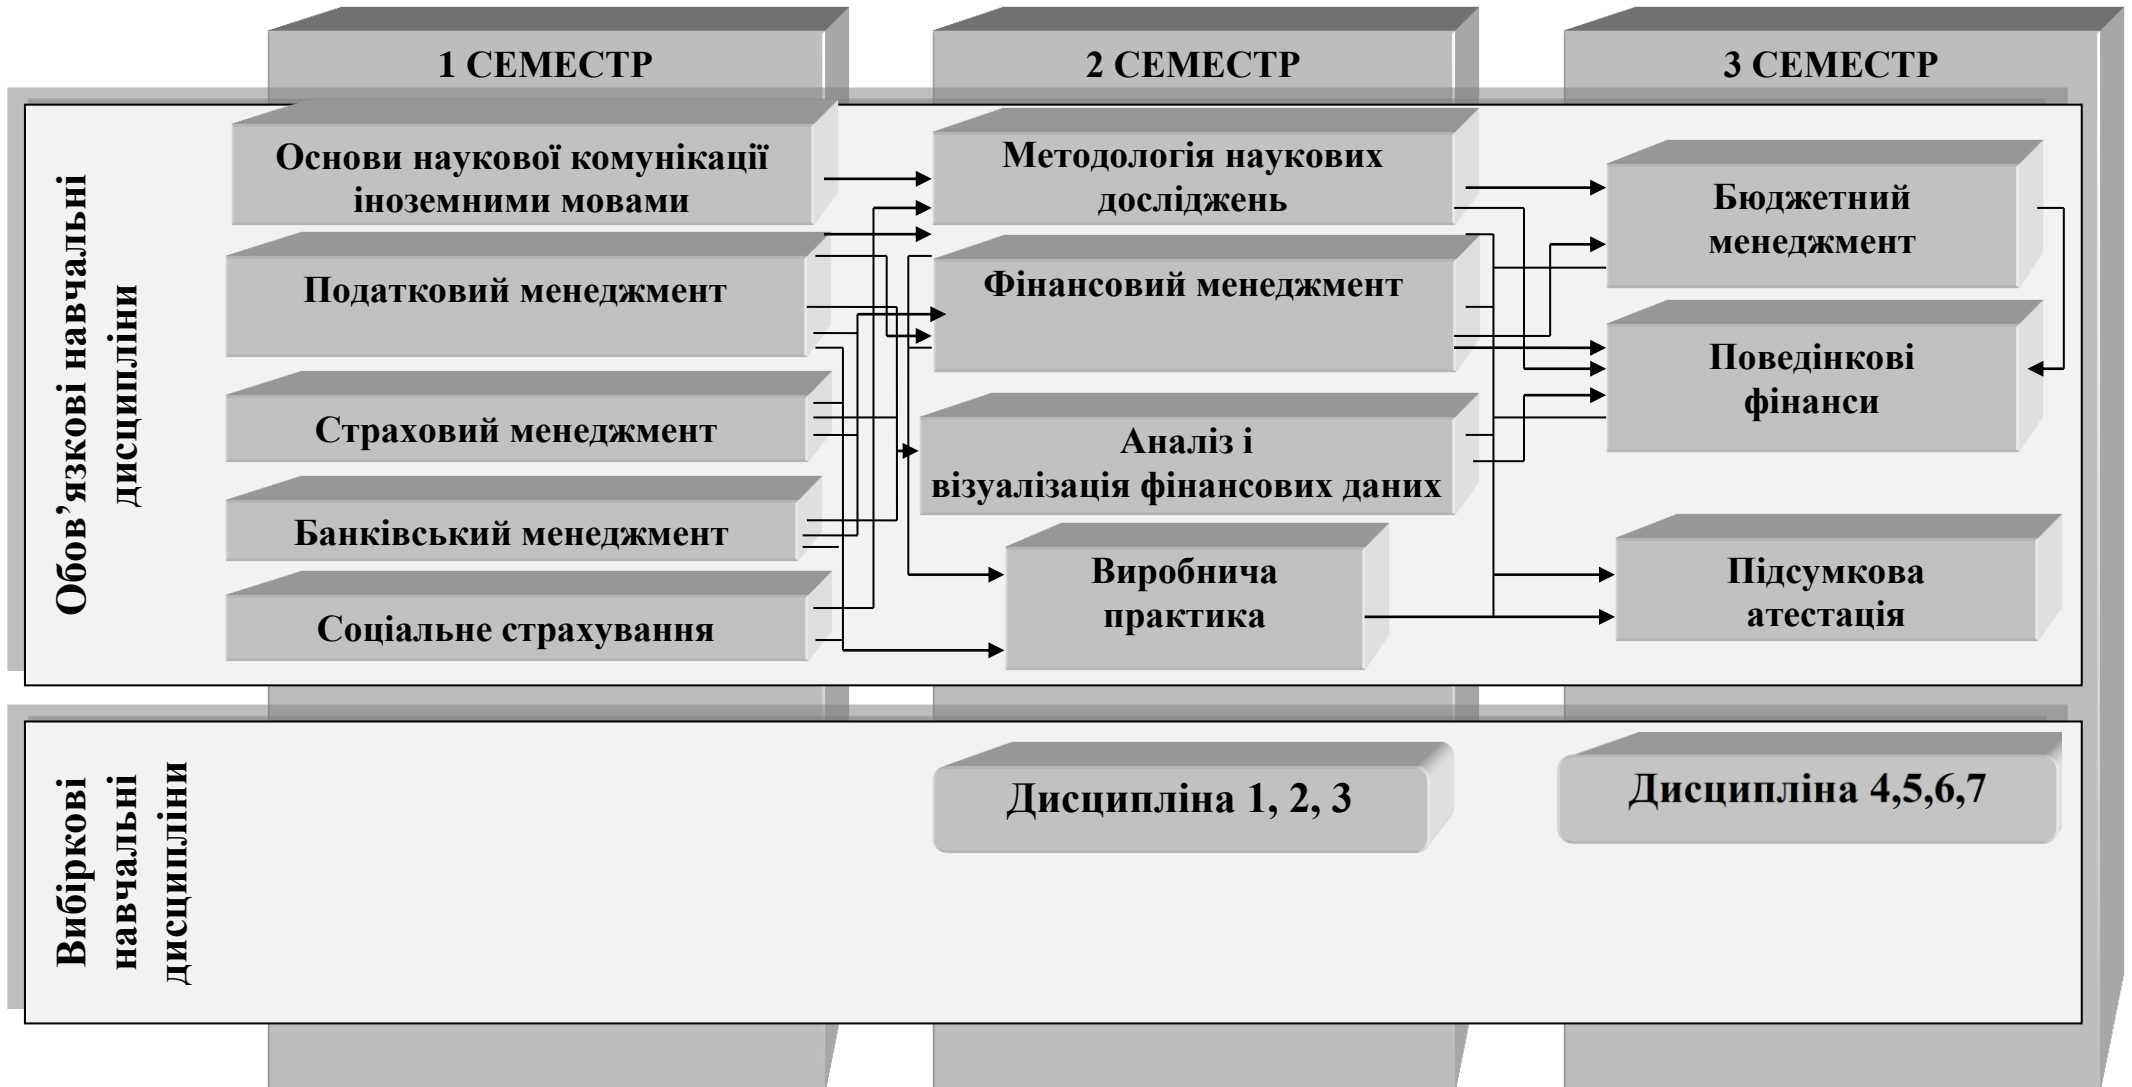 1 СЕМЕСТР
2 СЕМЕСТР
3 СЕМЕСТР
Обов’язкові навчальні
дисципліни
Основи наукової комунікації
іноземними мовами
Податковий менеджмент
Страховий менеджмент
Банківський менеджмент
Соціальне страхування
Методологія наукових
досліджень
Фінансовий менеджмент
Аналіз і
візуалізація фінансових даних
Виробнича
практика
Бюджетний
менеджмент
Поведінкові
фінанси
Підсумкова
атестація
Вибіркові
навчальні
дисципліни
Дисципліна 1, 2, 3
Дисципліна 4,5,6,7